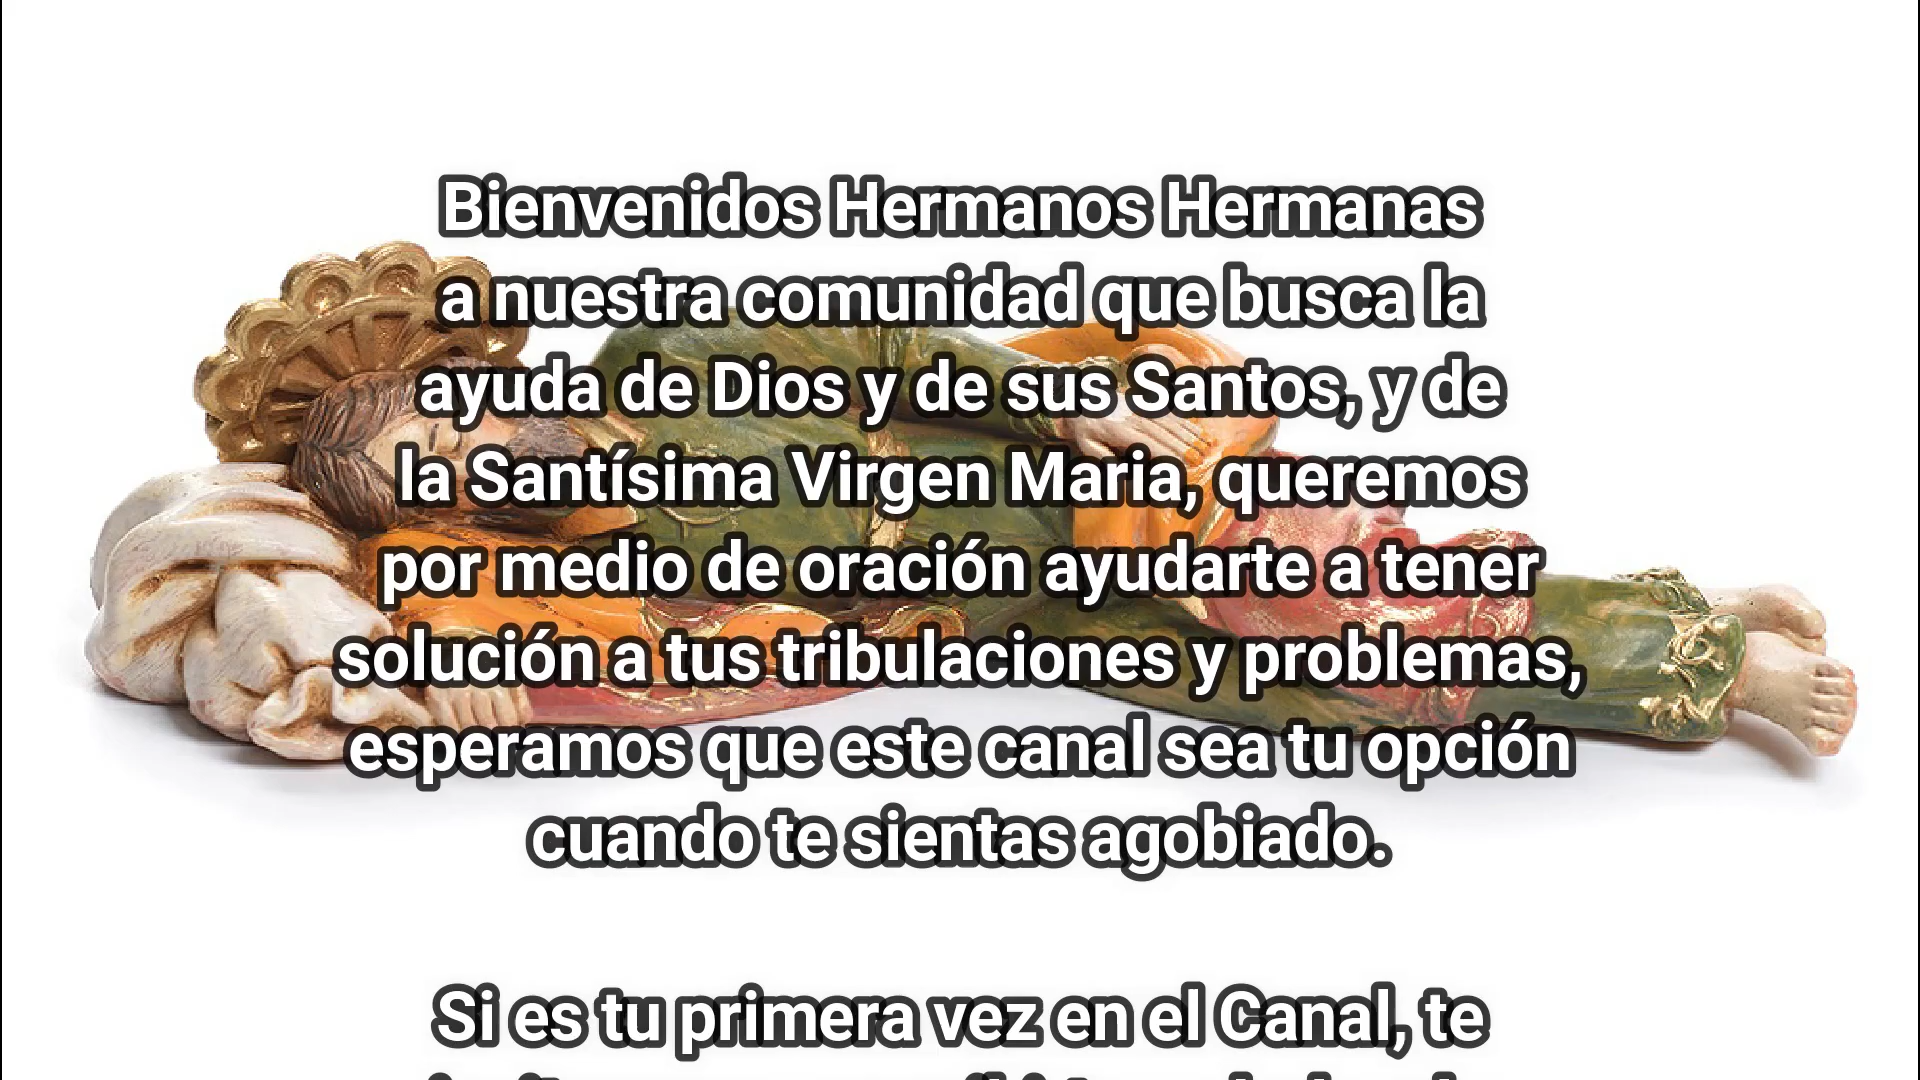 Bienvenidos Hermanos Hermanas
a nuestra comunidad que busca la
ayuda de Dios y de sus Santos, y de
la Santísima Virgen Maria, queremos
por medio de oración ayudarte a tener
solución a tus tribulaciones y problemas,
esperamos que este canal sea tu opción
cuando te sientas agobiado.
Si es tu primera vez en el Canal, te